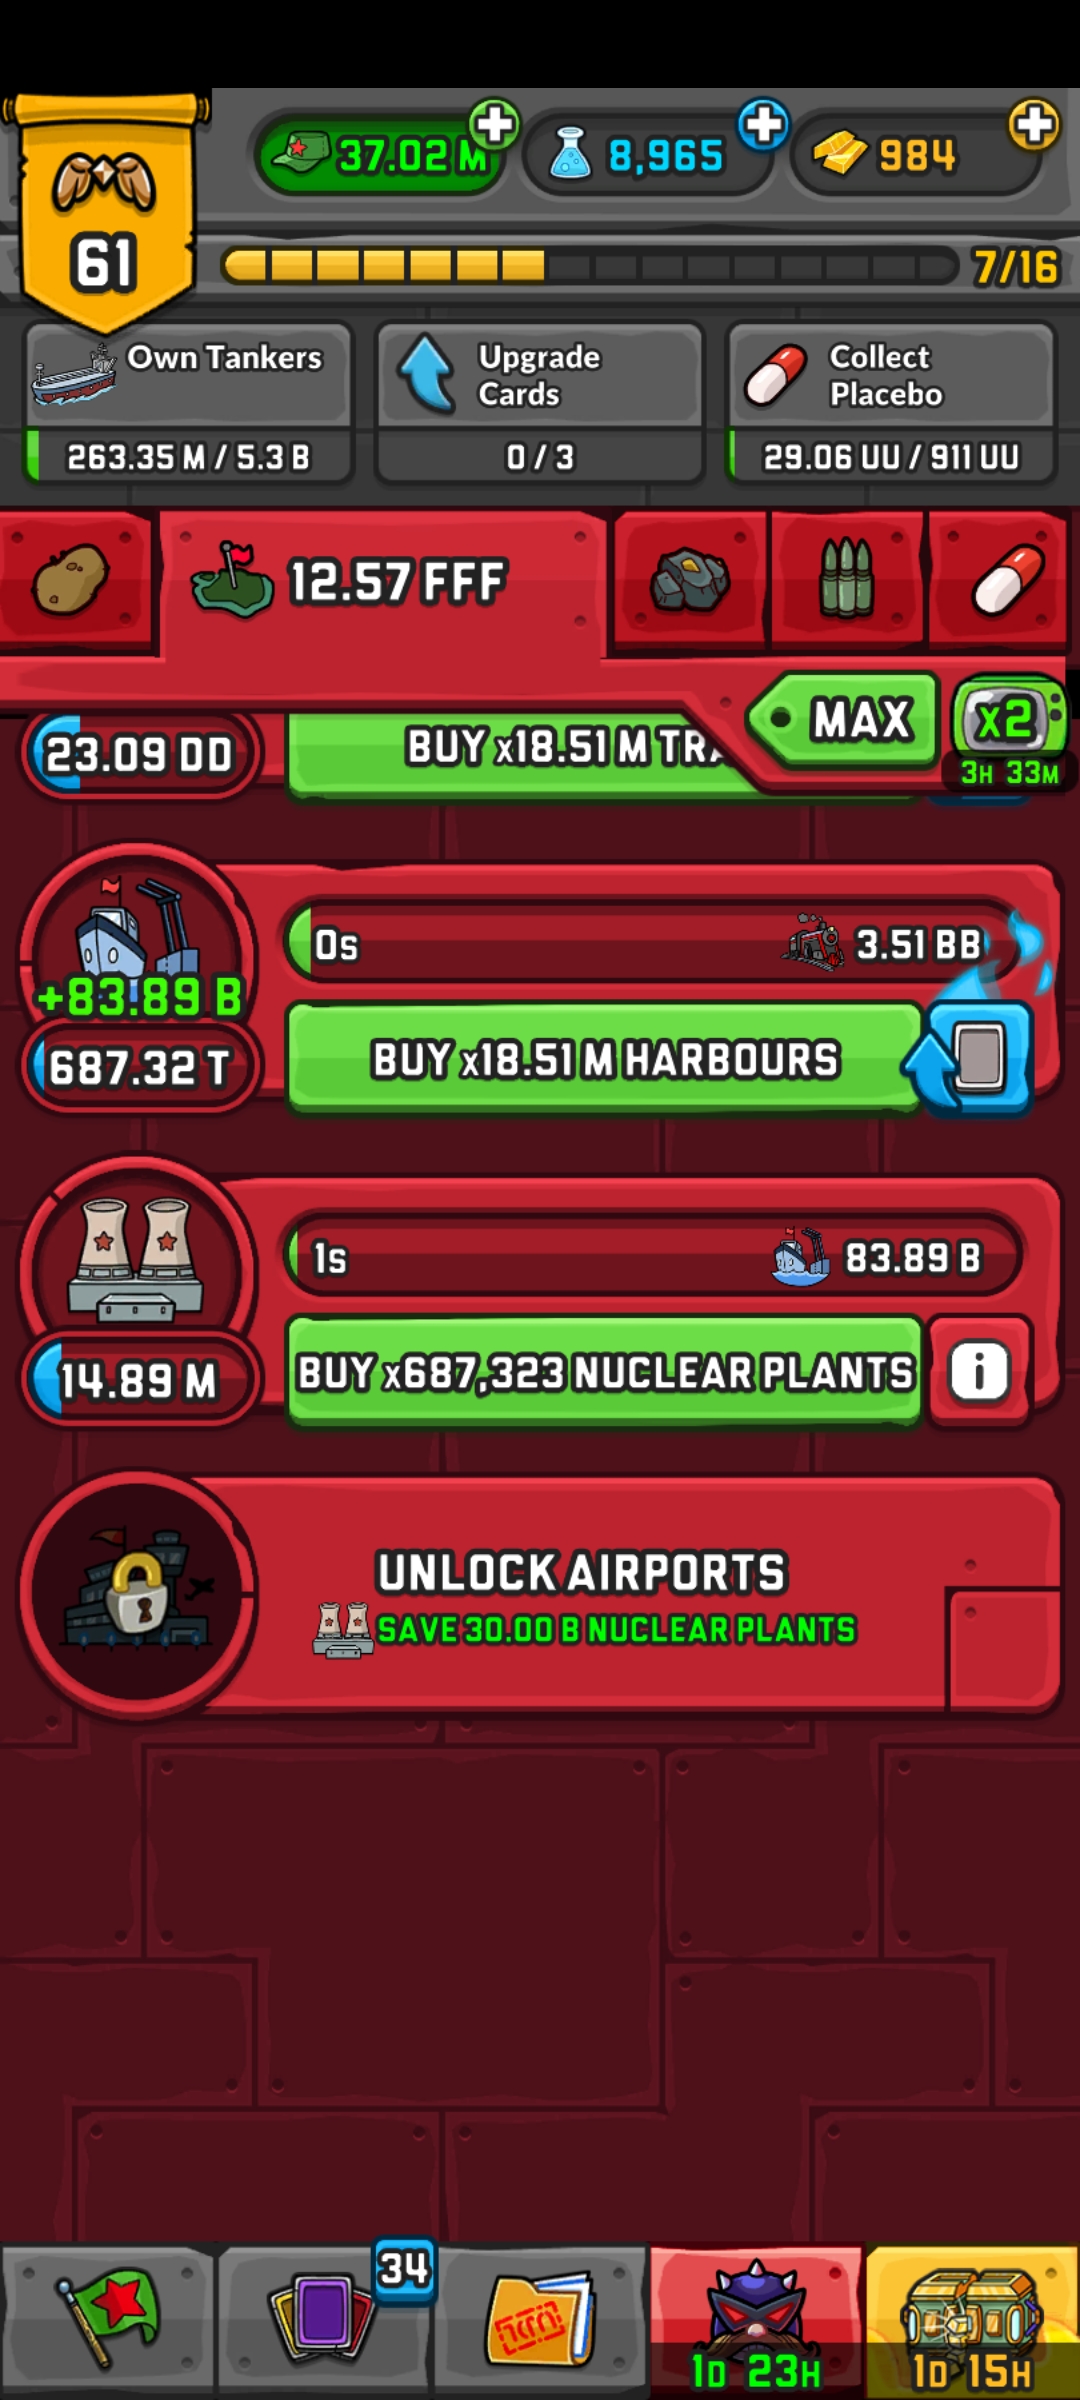 37.02 M
8,965
984
61
7/16
Own Tankers
263.35 M / 5.3 B
Upgrade
Cards
0 / 3
Collect
Placebo
29.06 UU / 911 UU
12.57 FFF
MAX
x2
3H 33M
23.09 DD
BUY x18.51 M
0s
3.51 BB
+83.89 B
687.32 T
BUY x18.51 M HARBOURS
1s
83.89 B
14.89 M
BUY x687,323 NUCLEAR PLANTS
i
UNLOCK AIRPORTS
SAVE 30.00 B NUCLEAR PLANTS
34
1D 23H
1D 15H